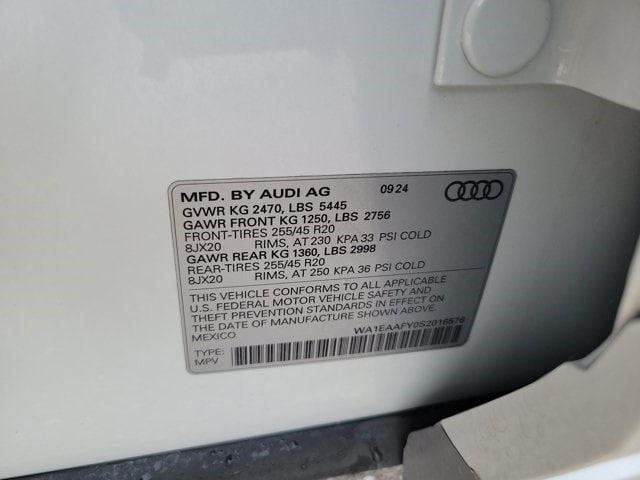 MFD. BY AUDI AG 09 24
GVWR KG 2470, LBS 5445
GAWR FRONT KG 1250, LBS 2756
FRONT-TIRES 255/45 R20
8JX20 RIMS, AT 230 KPA 33 PSI COLD
GAWR REAR KG 1360, LBS 2998
REAR-TIRES 255/45 R20
8JX20 RIMS, AT 250 KPA 36 PSI COLD
THIS VEHICLE CONFORMS TO ALL APPLICABLE
U.S. FEDERAL MOTOR VEHICLE SAFETY AND
THEFT PREVENTION STANDARDS IN EFFECT ON
THE DATE OF MANUFACTURE SHOWN ABOVE.
MEXICO WA1EAAFY0S2016576
TYPE:
MPV